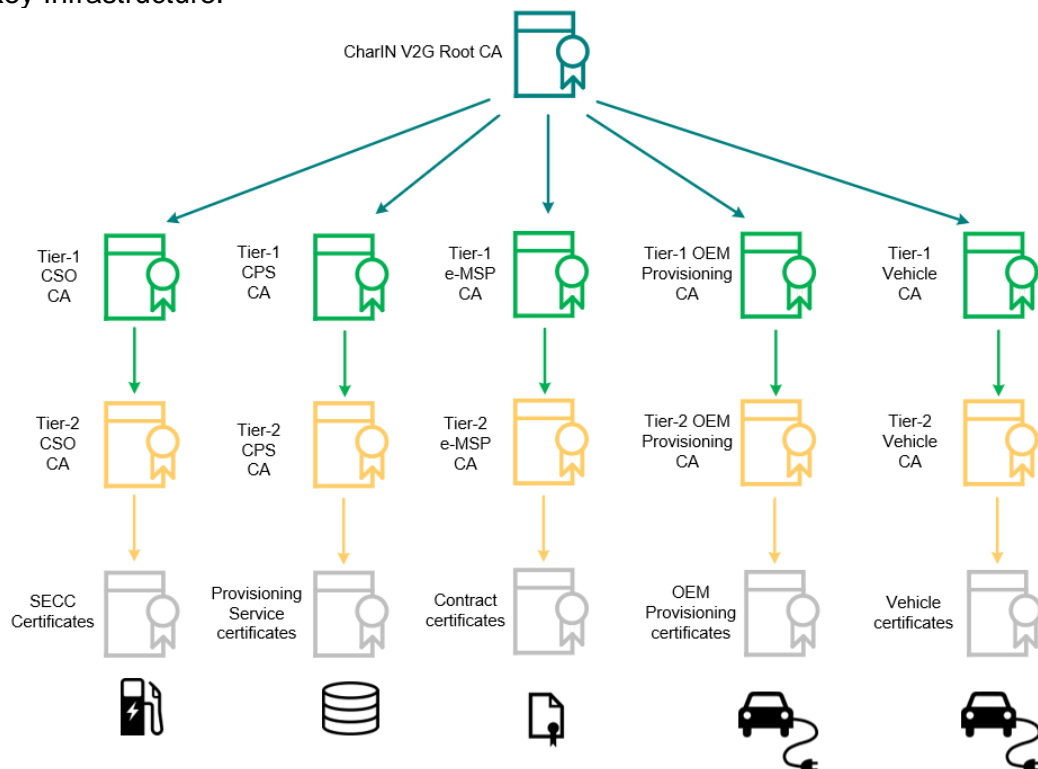 key infrastructure.
CharIN V2G Root CA
Tier-1
CSO
CA
Tier-1
CPS
CA
Tier-1
e-MSP
CA
Tier-1 OEM
Provisioning
CA
Tier-1
Vehicle
CA
Tier-2
CSO
CA
Tier-2
CPS
CA
Tier-2
e-MSP
CA
Tier-2 OEM
Provisioning
CA
Tier-2
Vehicle
CA
SECC
Certificates
Provisioning
Service
certificates
Contract
certificates
OEM
Provisioning
certificates
Vehicle
certificates